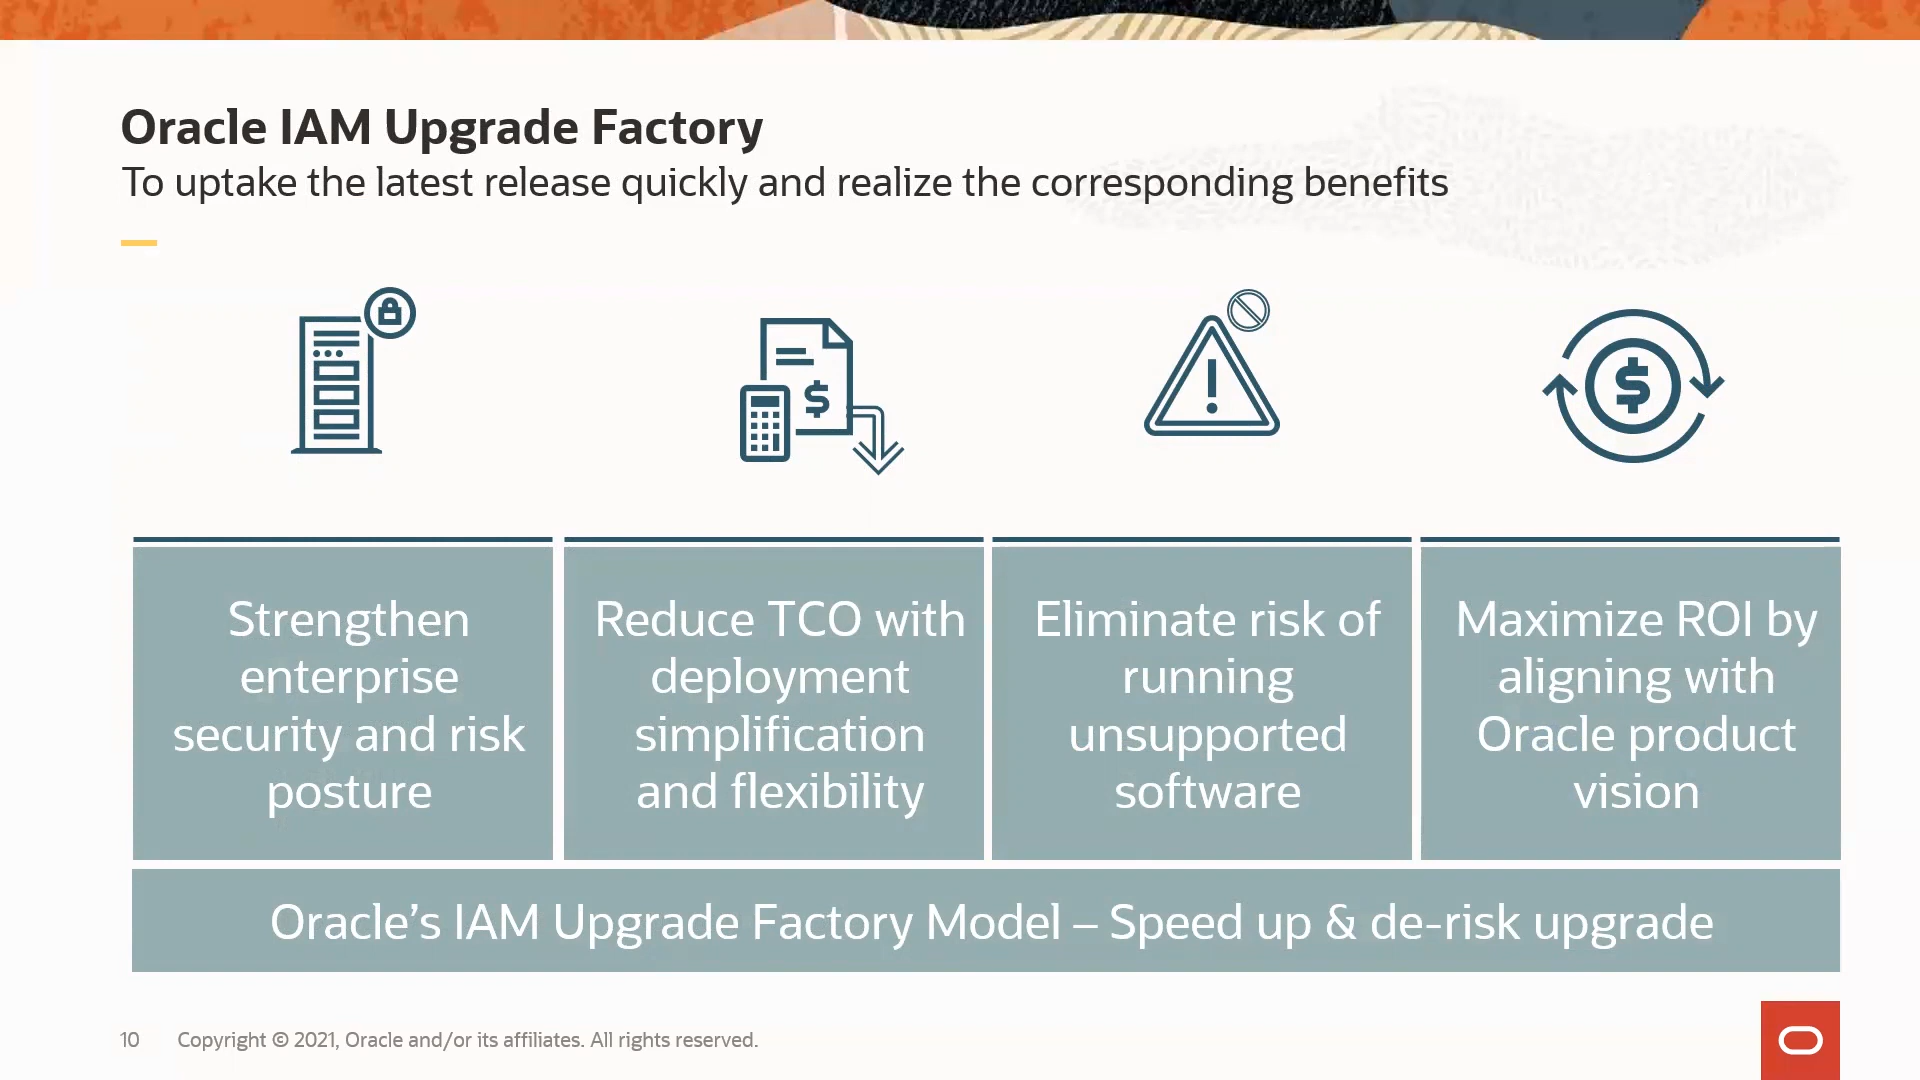 Oracle IAM Upgrade Factory
To uptake the latest release quickly and realize the corresponding benefits
Strengthen
enterprise
security and risk
posture
Reduce TCO with
deployment
simplification
and flexibility
Eliminate risk of
running
unsupported
software
Maximize ROI by
aligning with
Oracle product
vision
Oracle’s IAM Upgrade Factory Model – Speed up & de-risk upgrade
10 Copyright © 2021, Oracle and/or its affiliates. All rights reserved.